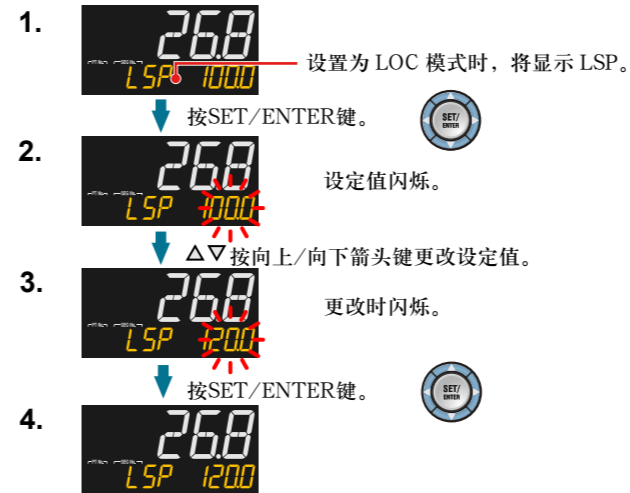 1.
26.8
LSP 100.0
设置为 LOC 模式时，将显示 LSP。
按SET/ENTER键。
SET/
ENTER
2.
26.8
LSP 100.0
设定值闪烁。
△▽按向上/向下箭头键更改设定值。
3.
26.8
LSP 120.0
更改时闪烁。
按SET/ENTER键。
SET/
ENTER
4.
26.8
LSP 120.0